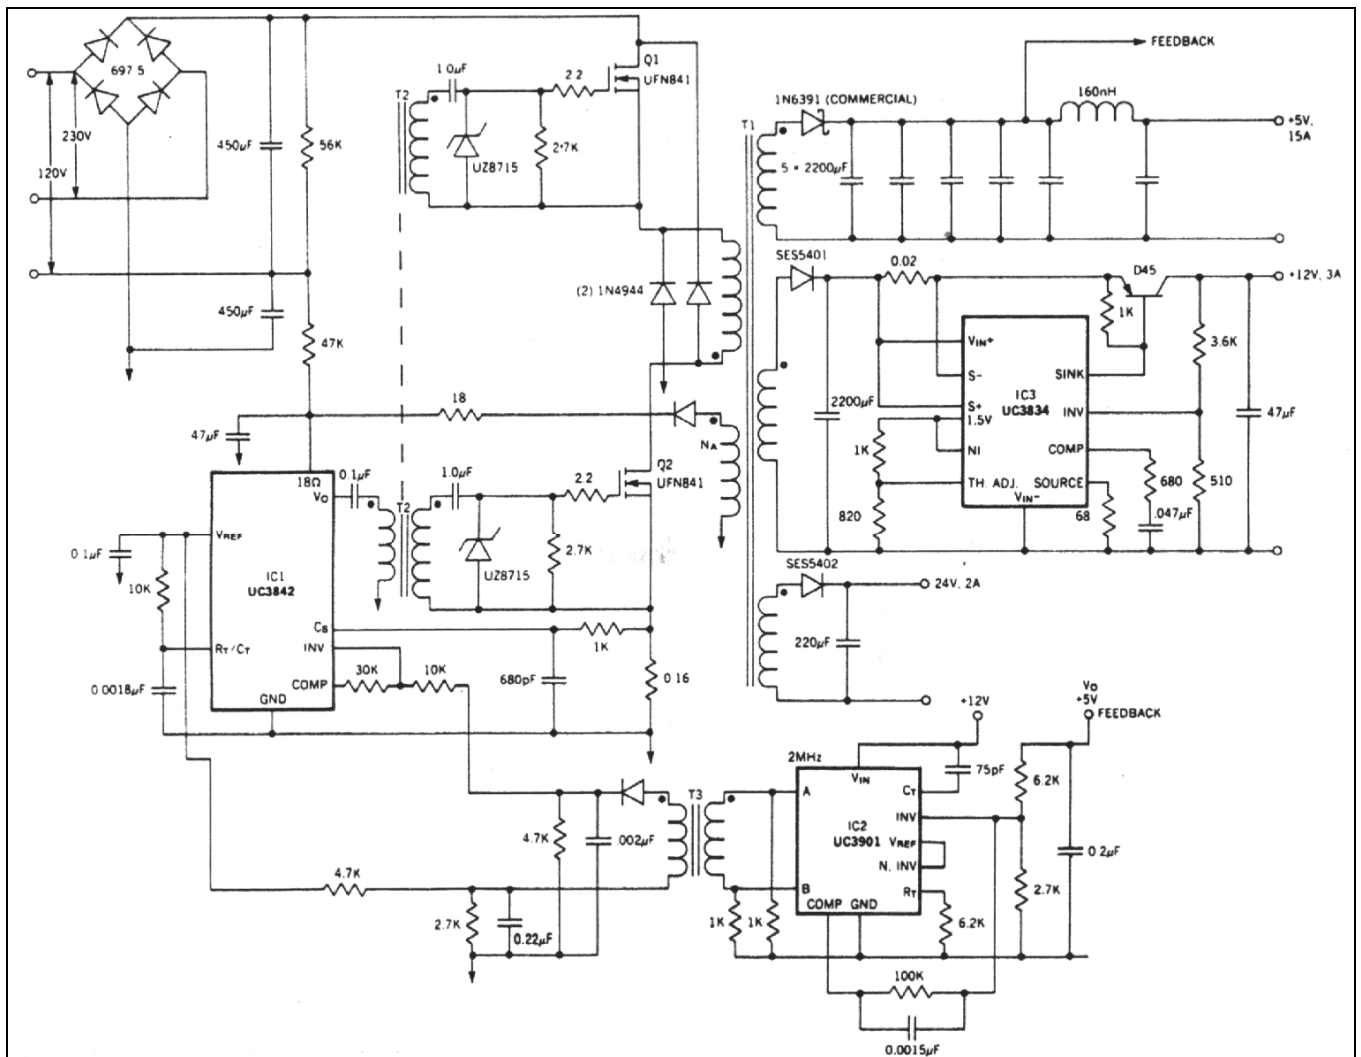 FEEDBACK
Q1
UFN841
697 5
1 0µF
2 2
T2
1N6391 (COMMERCIAL)
160nH
+5V,
15A
T1
230V
120V
450µF
56K
UZ8715
2·7K
5 × 2200µF
SES5401
0.02
D45
+12V, 3A
(2) 1N4944
450µF
47K
1K
VIN+
S−
SINK
3.6K
IC3
UC3834
S+
1.5V
INV
2200µF
47µF
18
47µF
NA
1K
NI
COMP
0.1µF
1.0µF
2.2
Q2
UFN841
18Ω
VO
T2
TH. ADJ.
SOURCE
VIN−
680
510
820
68
.047µF
0 1µF
VREF
10K
IC1
UC3842
UZ8715
2.7K
SES5402
24V, 2A
CS
RT/CT
INV
1K
220µF
0.0018µF
COMP
30K
10K
680pF
0 16
GND
+12V
VO
+5V
FEEDBACK
2MHz
VIN
75pF
6.2K
CT
T3
A
INV
IC2
UC3901
VREF
N. INV
4.7K
.002µF
0 2µF
4.7K
B
RT
2.7K
COMP
GND
2.7K
0.22µF
1K
1K
6.2K
100K
0.0015µF